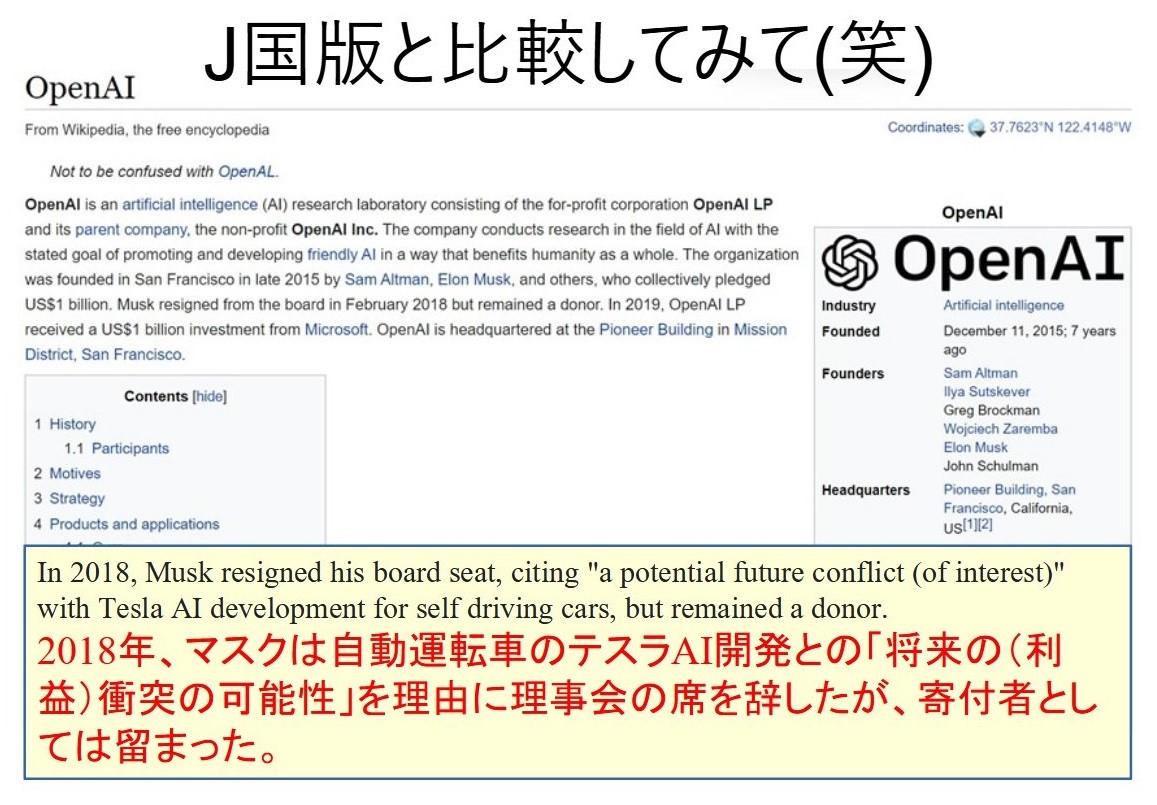 J国版と比較してみて(笑)
OpenAI
From Wikipedia, the free encyclopedia
Coordinates: 37.7623°N 122.4148°W
Not to be confused with OpenAL.
OpenAI is an artificial intelligence (AI) research laboratory consisting of the for-profit corporation OpenAI LP
and its parent company, the non-profit OpenAI Inc. The company conducts research in the field of AI with the
stated goal of promoting and developing friendly AI in a way that benefits humanity as a whole. The organization
was founded in San Francisco in late 2015 by Sam Altman, Elon Musk, and others, who collectively pledged
US$1 billion. Musk resigned from the board in February 2018 but remained a donor. In 2019, OpenAI LP
received a US$1 billion investment from Microsoft. OpenAI is headquartered at the Pioneer Building in Mission
District, San Francisco.
Contents [hide]
1 History
1.1 Participants
2 Motives
3 Strategy
4 Products and applications
OpenAI
OpenAI
Industry Artificial intelligence
Founded December 11, 2015; 7 years
ago
Founders Sam Altman
Ilya Sutskever
Greg Brockman
Wojciech Zaremba
Elon Musk
John Schulman
Headquarters Pioneer Building, San
Francisco, California,
US[1][2]
In 2018, Musk resigned his board seat, citing "a potential future conflict (of interest)"
with Tesla AI development for self driving cars, but remained a donor.
2018年、マスクは自動運転車のテスラAI開発との「将来の（利
益）衝突の可能性」を理由に理事会の席を辞したが、寄付者とし
ては留まった。